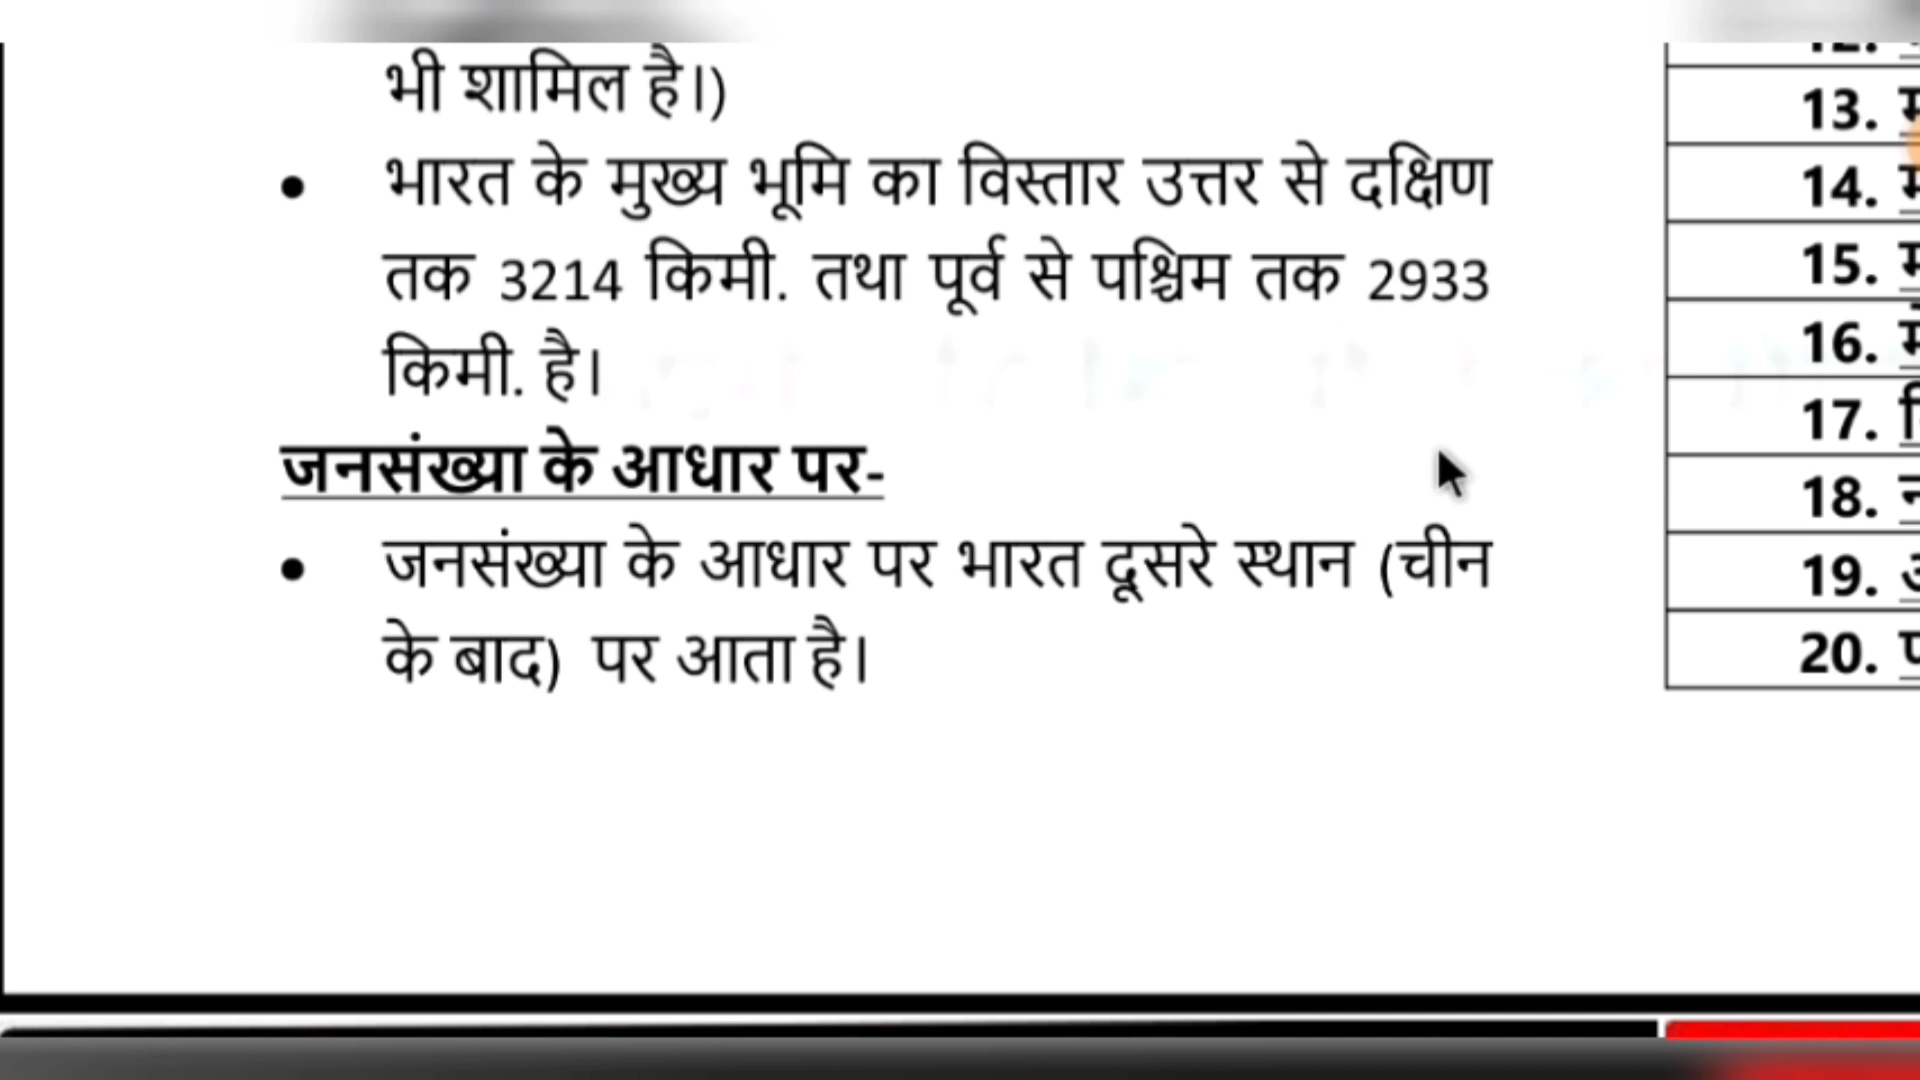 भी शामिल है।)
• भारत के मुख्य भूमि का विस्तार उत्तर से दक्षिण
तक 3214 किमी. तथा पूर्व से पश्चिम तक 2933
किमी. है।
जनसंख्या के आधार पर-
• जनसंख्या के आधार पर भारत दूसरे स्थान (चीन
के बाद) पर आता है।
13.
14.
15.
16.
17.
18.
19.
20.